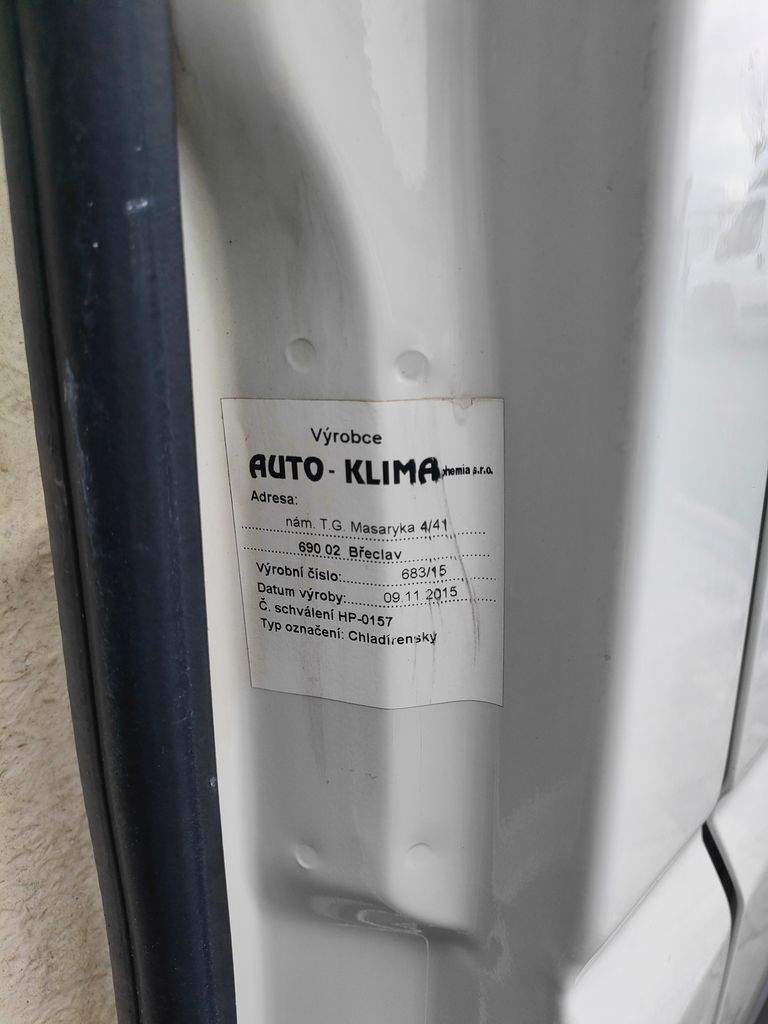 Výrobce
AUTO - KLIMA hemia s.r.o.
Adresa:
nám. T.G. Masaryka 4/41
690 02 Břeclav
Výrobní číslo: 683/15
Datum výroby: 09.11.2015
Č. schválení HP-0157
Typ označení: Chladírenský